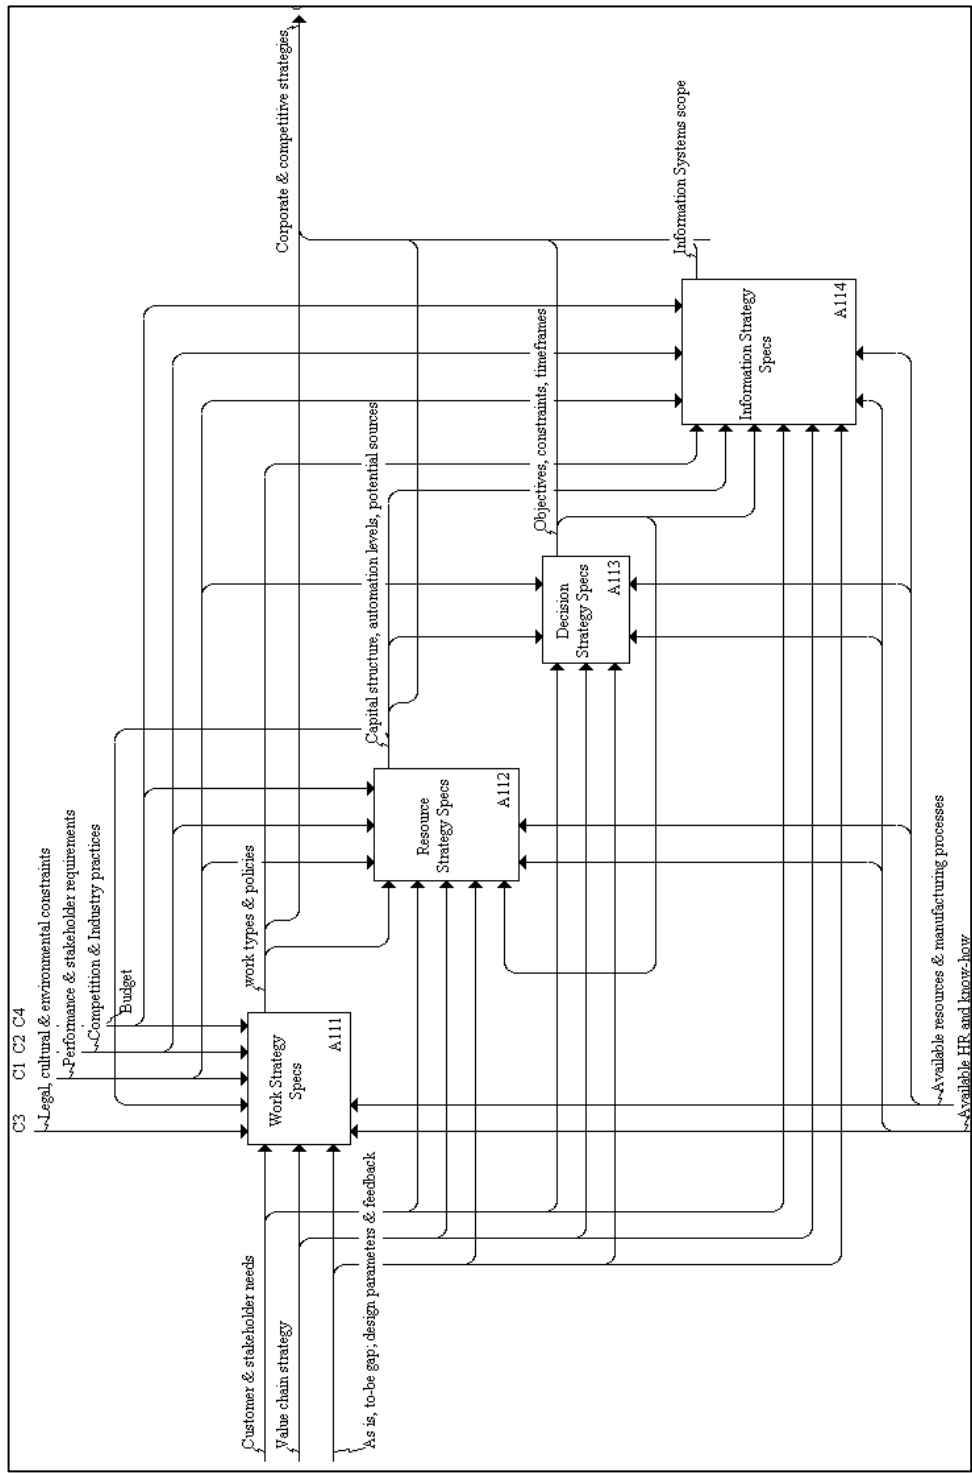 C3
C1
C2
C4
Legal, cultural & environmental constraints
Performance & stakeholder requirements
Competition & Industry practices
Budget
Corporate & competitive strategies
Customer & stakeholder needs
Value chain strategy
As is, to-be gap; design parameters & feedback
Work Strategy
Specs
A111
work types & policies
Resource
Strategy Specs
A112
Capital structure, automation levels, potential sources
Decision
Strategy Specs
A113
Objectives, constraints, timeframes
Information Strategy
Specs
A114
Information Systems scope
Available resources & manufacturing processes
Available HR and know-how